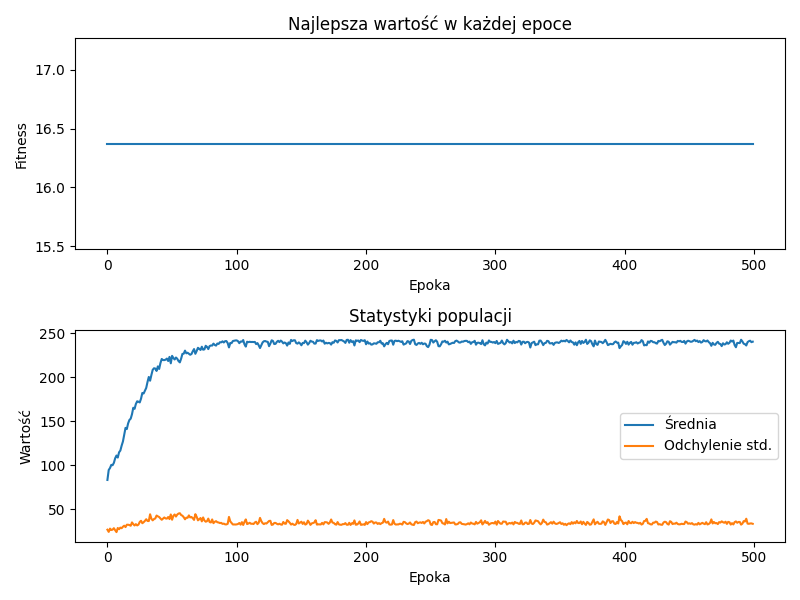 Najlepsza wartość w każdej epoce
17.0
16.5
16.0
15.5
Fitness
0 100 200 300 400 500
Epoka
Statystyki populacji
250
200
150
100
50
Wartość
Średnia
Odchylenie std.
0 100 200 300 400 500
Epoka